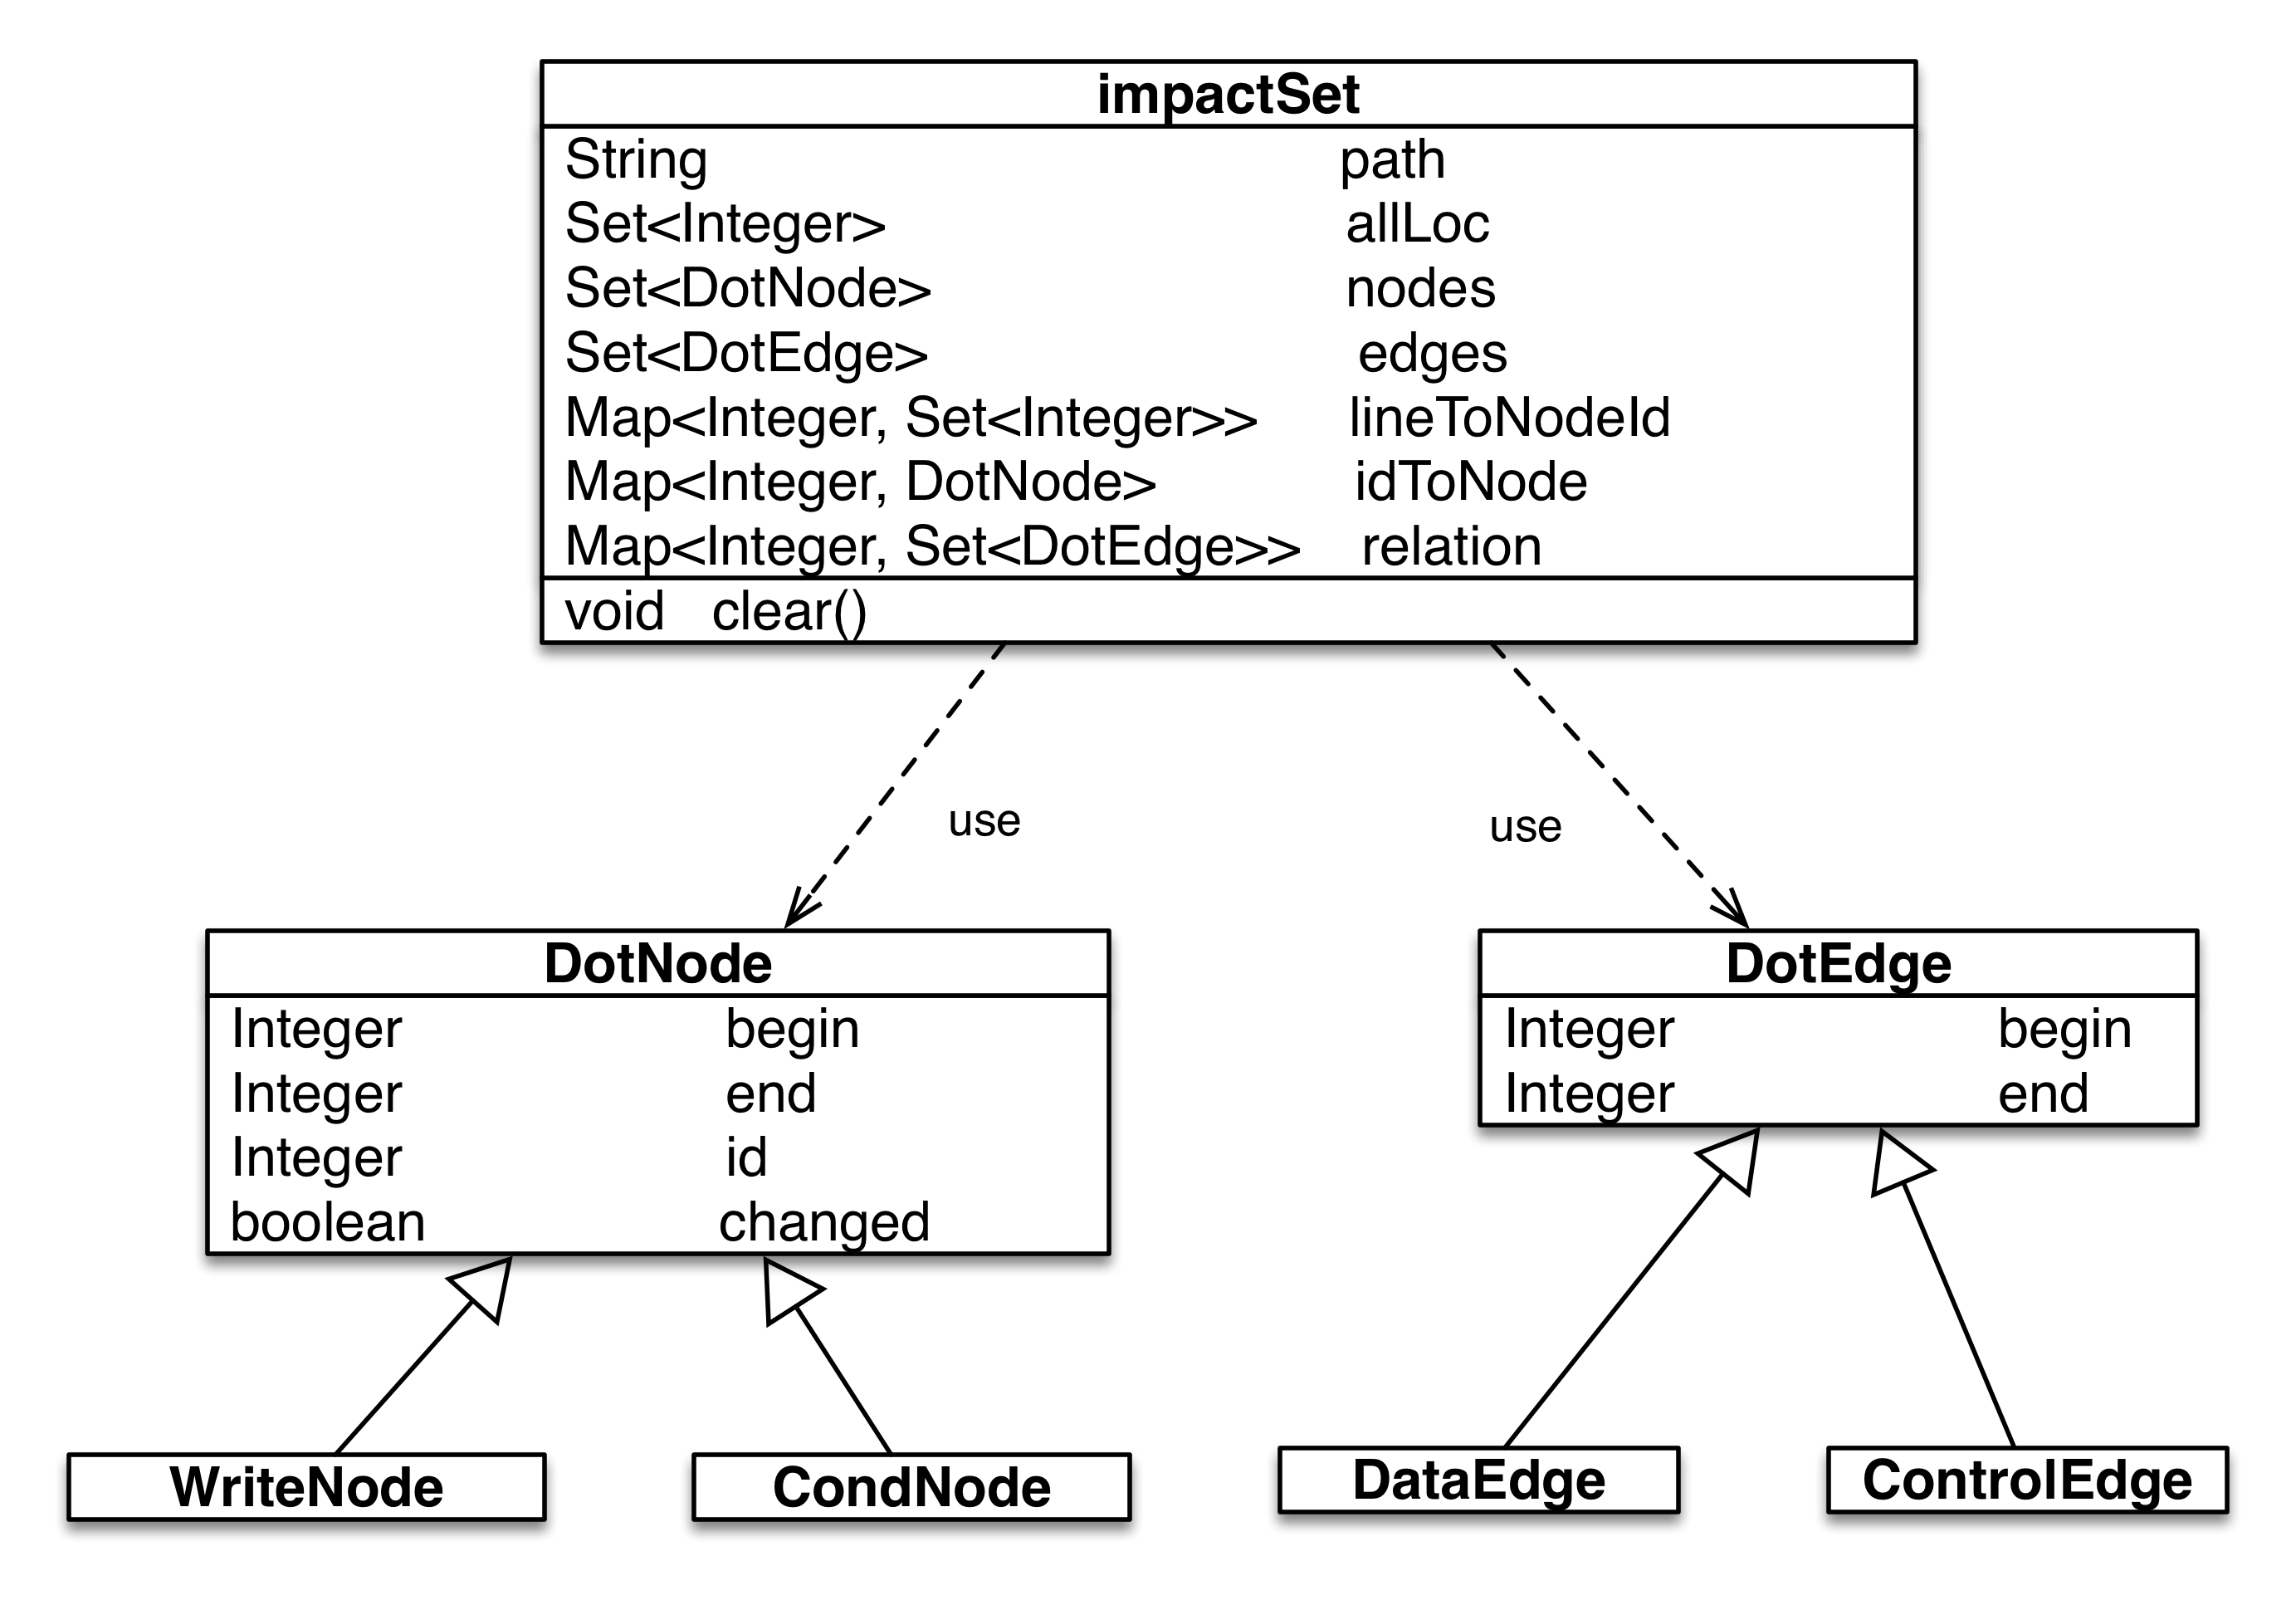 impactSet
String path
Set<Integer> allLoc
Set<DotNode> nodes
Set<DotEdge> edges
Map<Integer, Set<Integer>> lineToNodeId
Map<Integer, DotNode> idToNode
Map<Integer, Set<DotEdge>> relation
void clear()
use
use
DotNode
Integer begin
Integer end
Integer id
boolean changed
DotEdge
Integer begin
Integer end
WriteNode
CondNode
DataEdge
ControlEdge